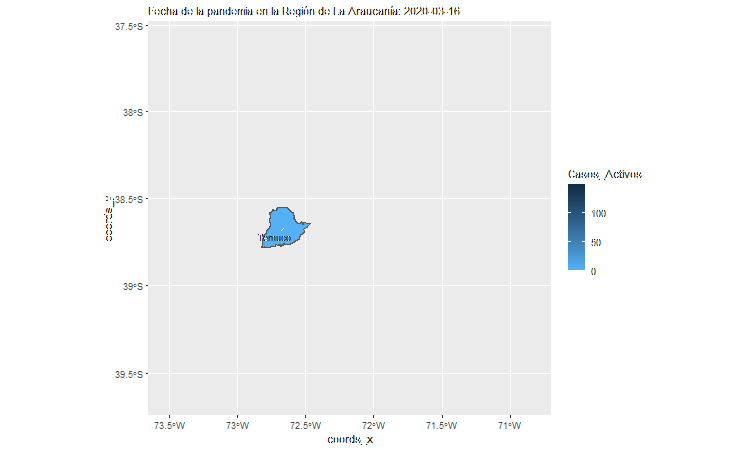 Fecha de la pandemia en la Región de La Araucanía: 2020-03-16
37.5°S
38°S
38.5°S
39°S
39.5°S
coords_y
Temuco
73.5°W
73°W
72.5°W
72°W
71.5°W
71°W
coords_x
Casos_Activos
100
50
0